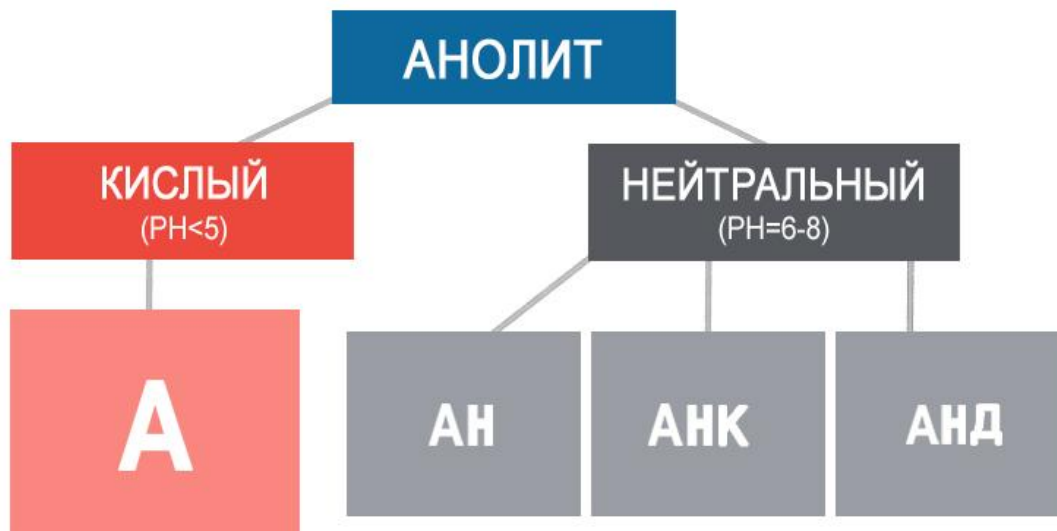 АНОЛИТ
КИСЛЫЙ
(PH<5)
НЕЙТРАЛЬНЫЙ
(PH=6-8)
А
АН
АНК
АНД